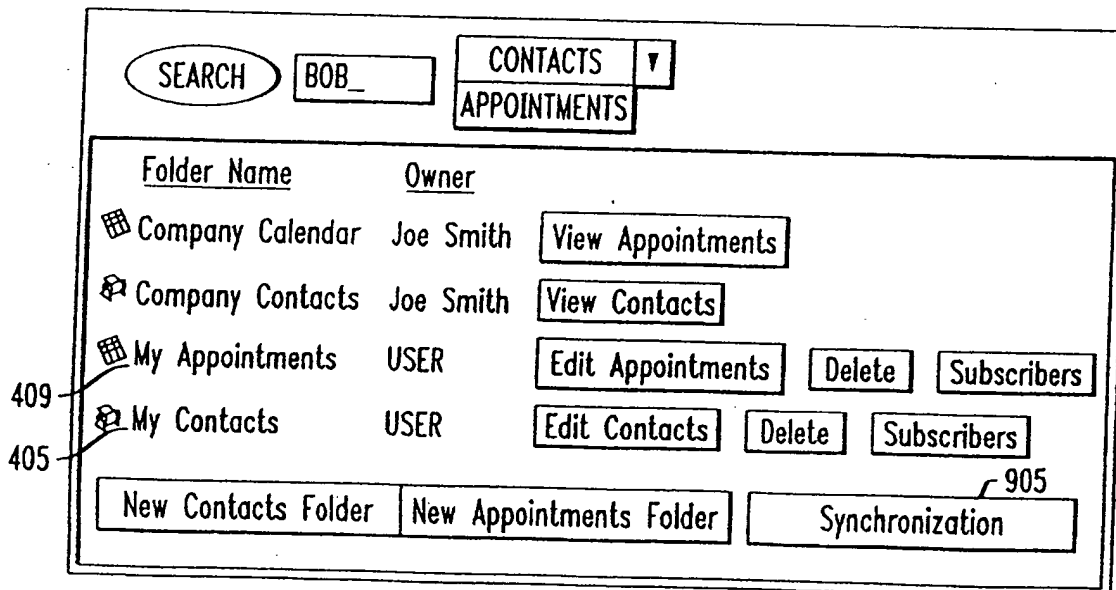 SEARCH BOB_ CONTACTS ▼
APPOINTMENTS
Folder Name Owner
Company Calendar Joe Smith View Appointments
Company Contacts Joe Smith View Contacts
My Appointments USER Edit Appointments Delete Subscribers
409
My Contacts USER Edit Contacts Delete Subscribers
405
905
New Contacts Folder New Appointments Folder Synchronization